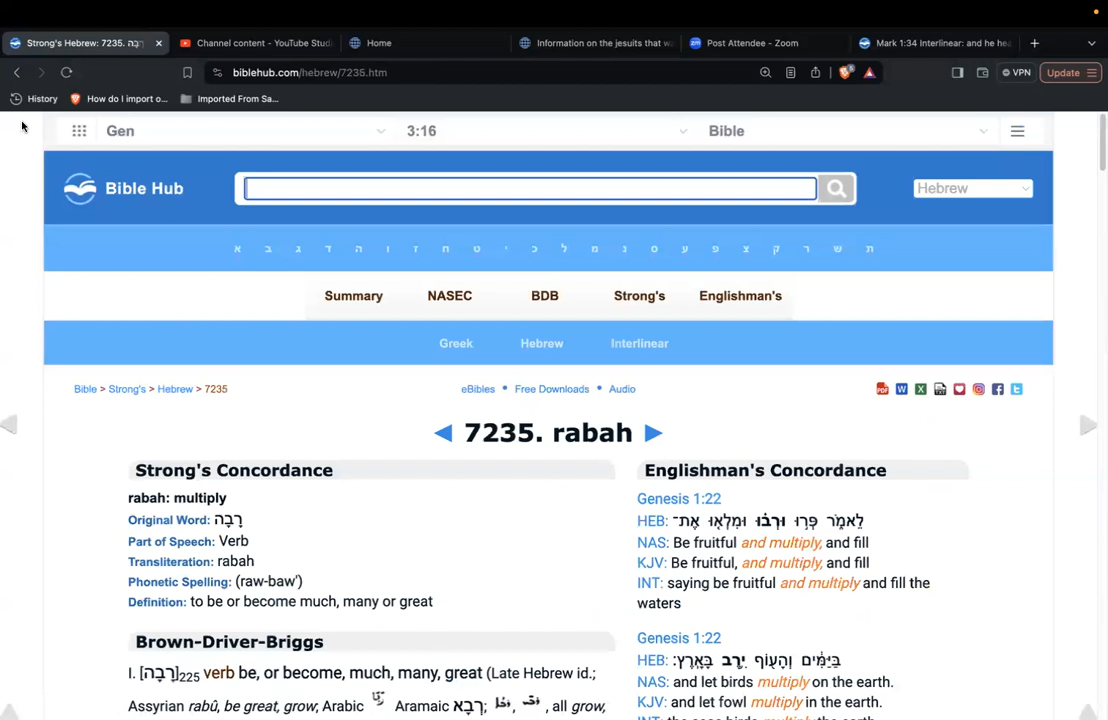 Strong's Hebrew: 7235. רָבָה
Channel content - YouTube Stud
Home
Information on the jesuits that w
Post Attendee - Zoom
Mark 1:34 Interlinear: and he hea
biblehub.com/hebrew/7235.htm
VPN
Update
History
How do I import o...
Imported From Sa...
Gen
3:16
Bible
Bible Hub
Hebrew
א ב ג ד ה ו ז ח ט י כ ל מ נ ס ע פ צ ק ר ש ת
Summary NASEC BDB Strong's Englishman's
Greek Hebrew Interlinear
Bible > Strong's > Hebrew > 7235
eBibles • Free Downloads • Audio
◄ 7235. rabah ►
Strong's Concordance
rabah: multiply
Original Word: רָבָה
Part of Speech: Verb
Transliteration: rabah
Phonetic Spelling: (raw-baw')
Definition: to be or become much, many or great
Brown-Driver-Briggs
I. [רָבָה]225 verb be, or become, much, many, great (Late Hebrew id.;
Assyrian rabû, be great, grow; Arabic Aramaic רְבָא; , all grow,
Englishman's Concordance
Genesis 1:22
HEB: לֵאמֹ֑ר פְּר֣וּ וּרְב֗וּ וּמִלְא֤וּ אֶת־
NAS: Be fruitful and multiply, and fill
KJV: Be fruitful, and multiply, and fill
INT: saying be fruitful and multiply and fill the
waters
Genesis 1:22
HEB: בַּיַּמִּ֔ים וְהָע֖וֹף יִ֥רֶב בָּאָֽרֶץ׃
NAS: and let birds multiply on the earth.
KJV: and let fowl multiply in the earth.